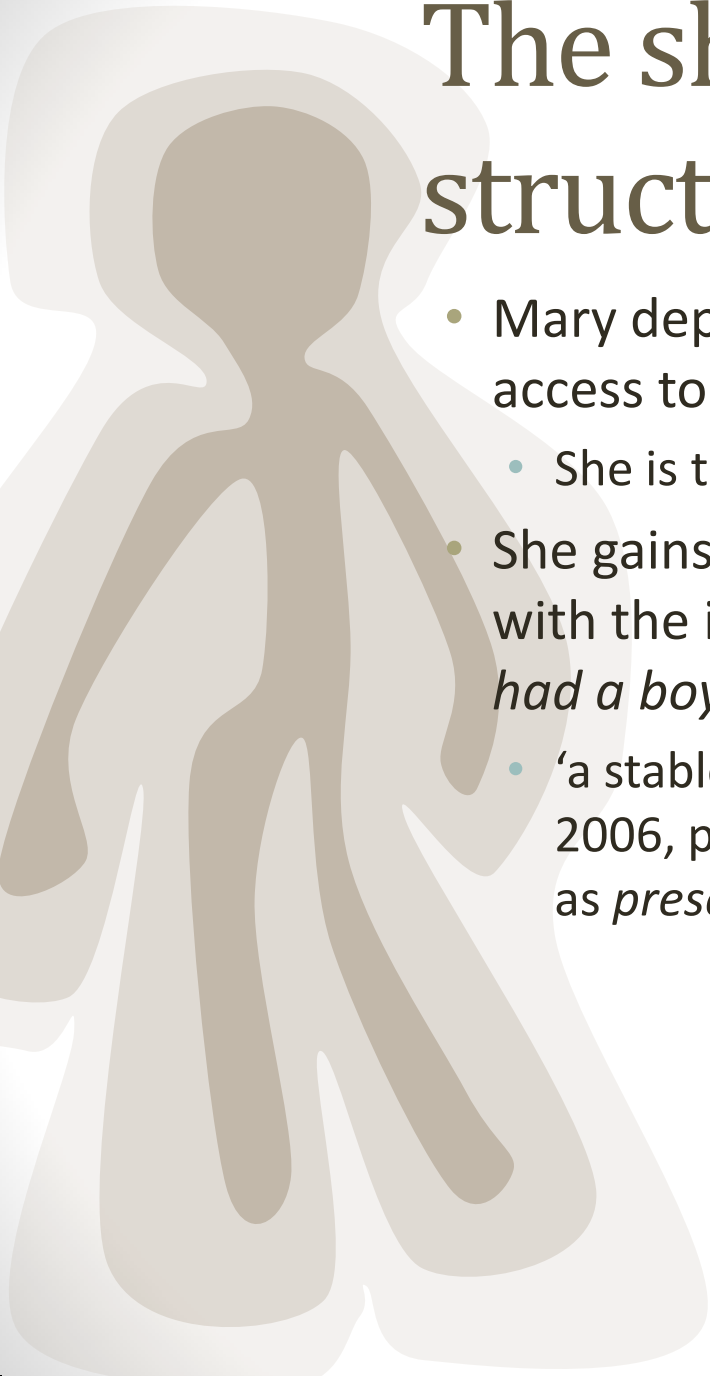 The sh
struct
• Mary dep
access to
• She is t
• She gains
with the i
had a boy
• ‘a stabl
2006, p
as pres